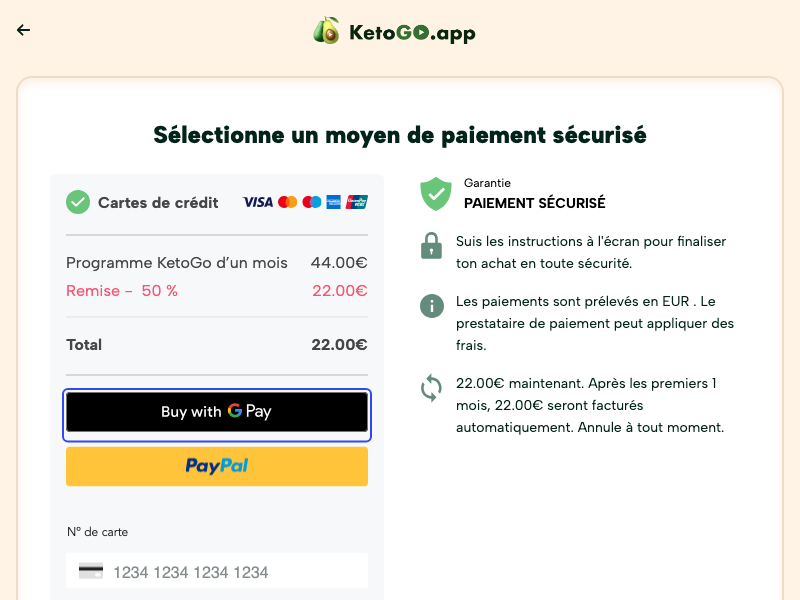 KetoGO.app
Sélectionne un moyen de paiement sécurisé
Cartes de crédit VISA
Programme KetoGo d'un mois 44.00€
Remise – 50 % 22.00€
Total 22.00€
Buy with G Pay
PayPal
N° de carte
1234 1234 1234 1234
Garantie
PAIEMENT SÉCURISÉ
Suis les instructions à l'écran pour finaliser
ton achat en toute sécurité.
Les paiements sont prélevés en EUR . Le
prestataire de paiement peut appliquer des
frais.
22.00€ maintenant. Après les premiers 1
mois, 22.00€ seront facturés
automatiquement. Annule à tout moment.